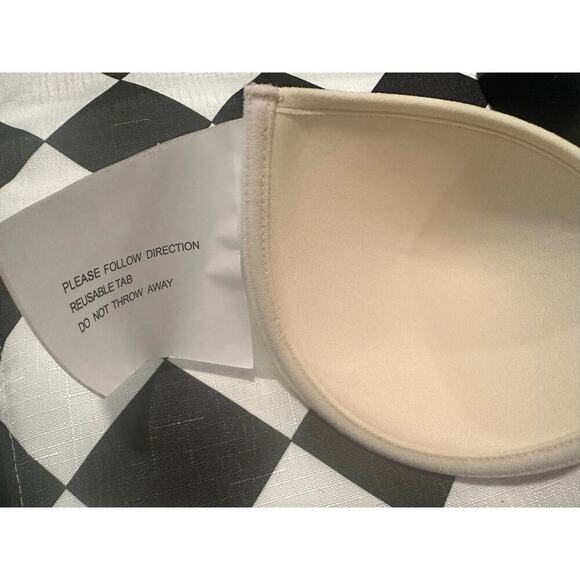 PLEASE FOLLOW DIRECTION
REUSABLE TAB
DO NOT THROW AWAY